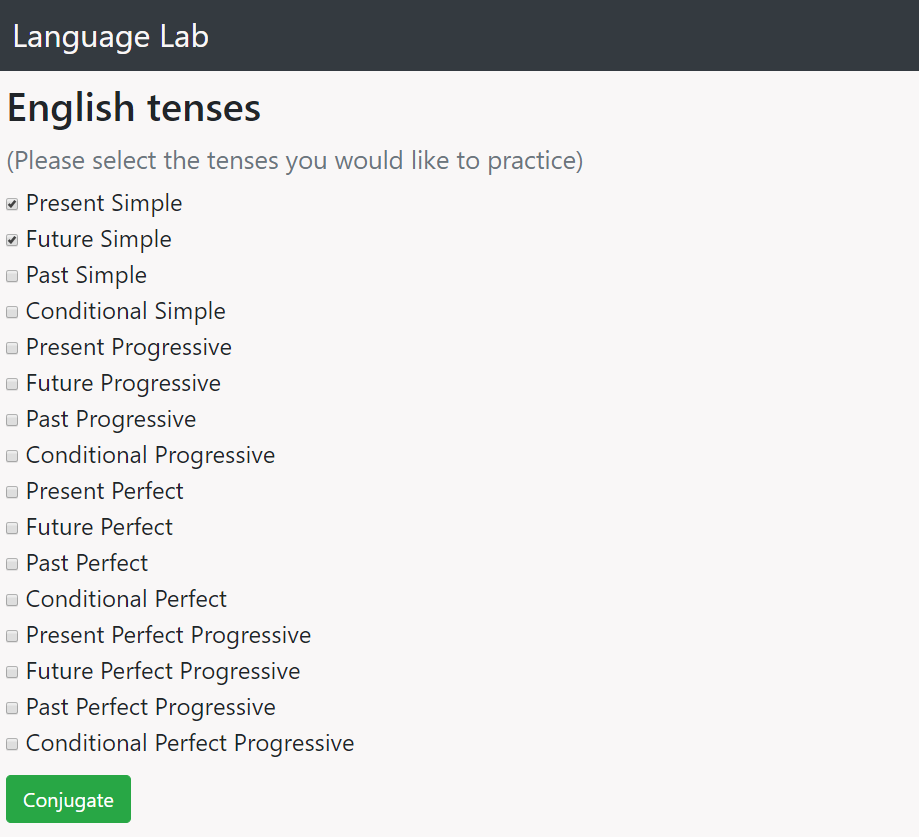 Language Lab
English tenses
(Please select the tenses you would like to practice)
Present Simple
Future Simple
Past Simple
Conditional Simple
Present Progressive
Future Progressive
Past Progressive
Conditional Progressive
Present Perfect
Future Perfect
Past Perfect
Conditional Perfect
Present Perfect Progressive
Future Perfect Progressive
Past Perfect Progressive
Conditional Perfect Progressive
Conjugate